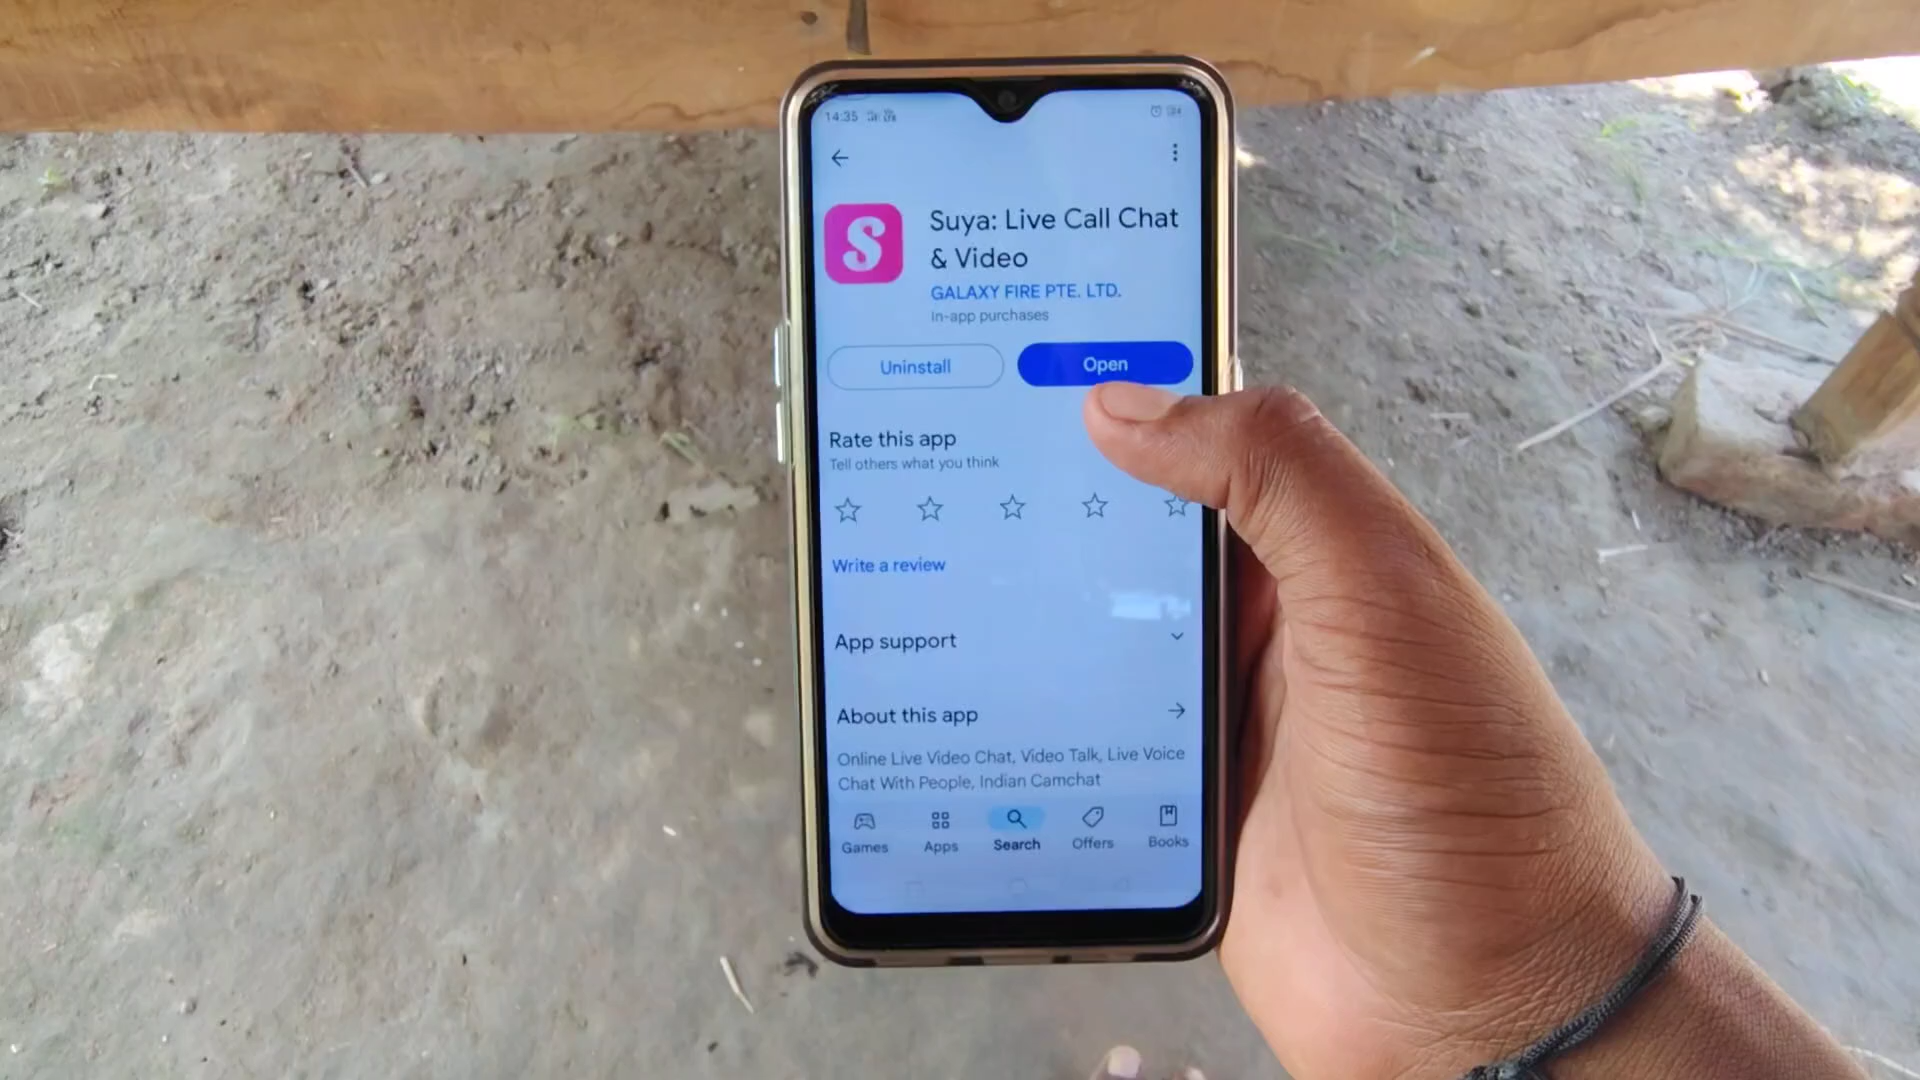 14:35
S
Suya: Live Call Chat
& Video
GALAXY FIRE PTE. LTD.
In-app purchases
Uninstall
Open
Rate this app
Tell others what you think
Write a review
App support
About this app
Online Live Video Chat, Video Talk, Live Voice
Chat With People, Indian Camchat
Games
Apps
Search
Offers
Books